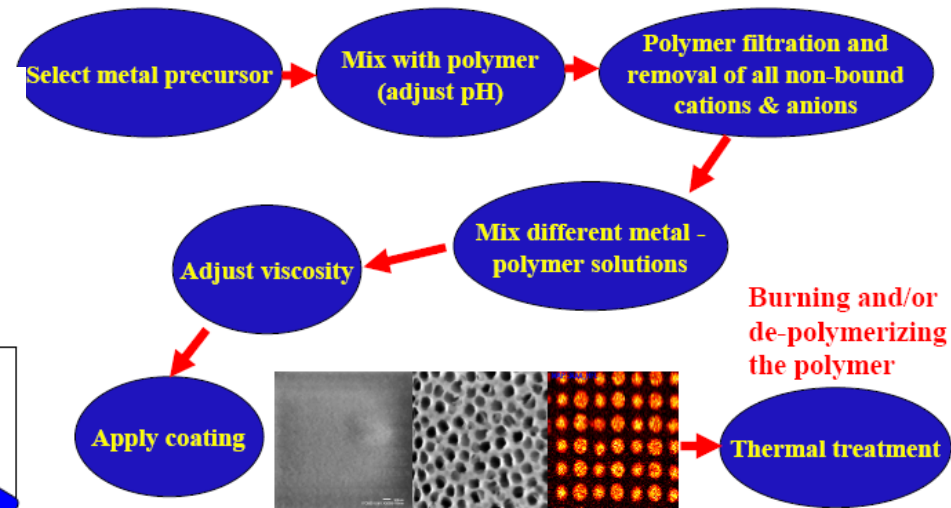 Select metal precursor
Mix with polymer
(adjust pH)
Polymer filtration and
removal of all non-bound
cations & anions
Mix different metal -
polymer solutions
Adjust viscosity
Apply coating
Burning and/or
de-polymerizing
the polymer
Thermal treatment